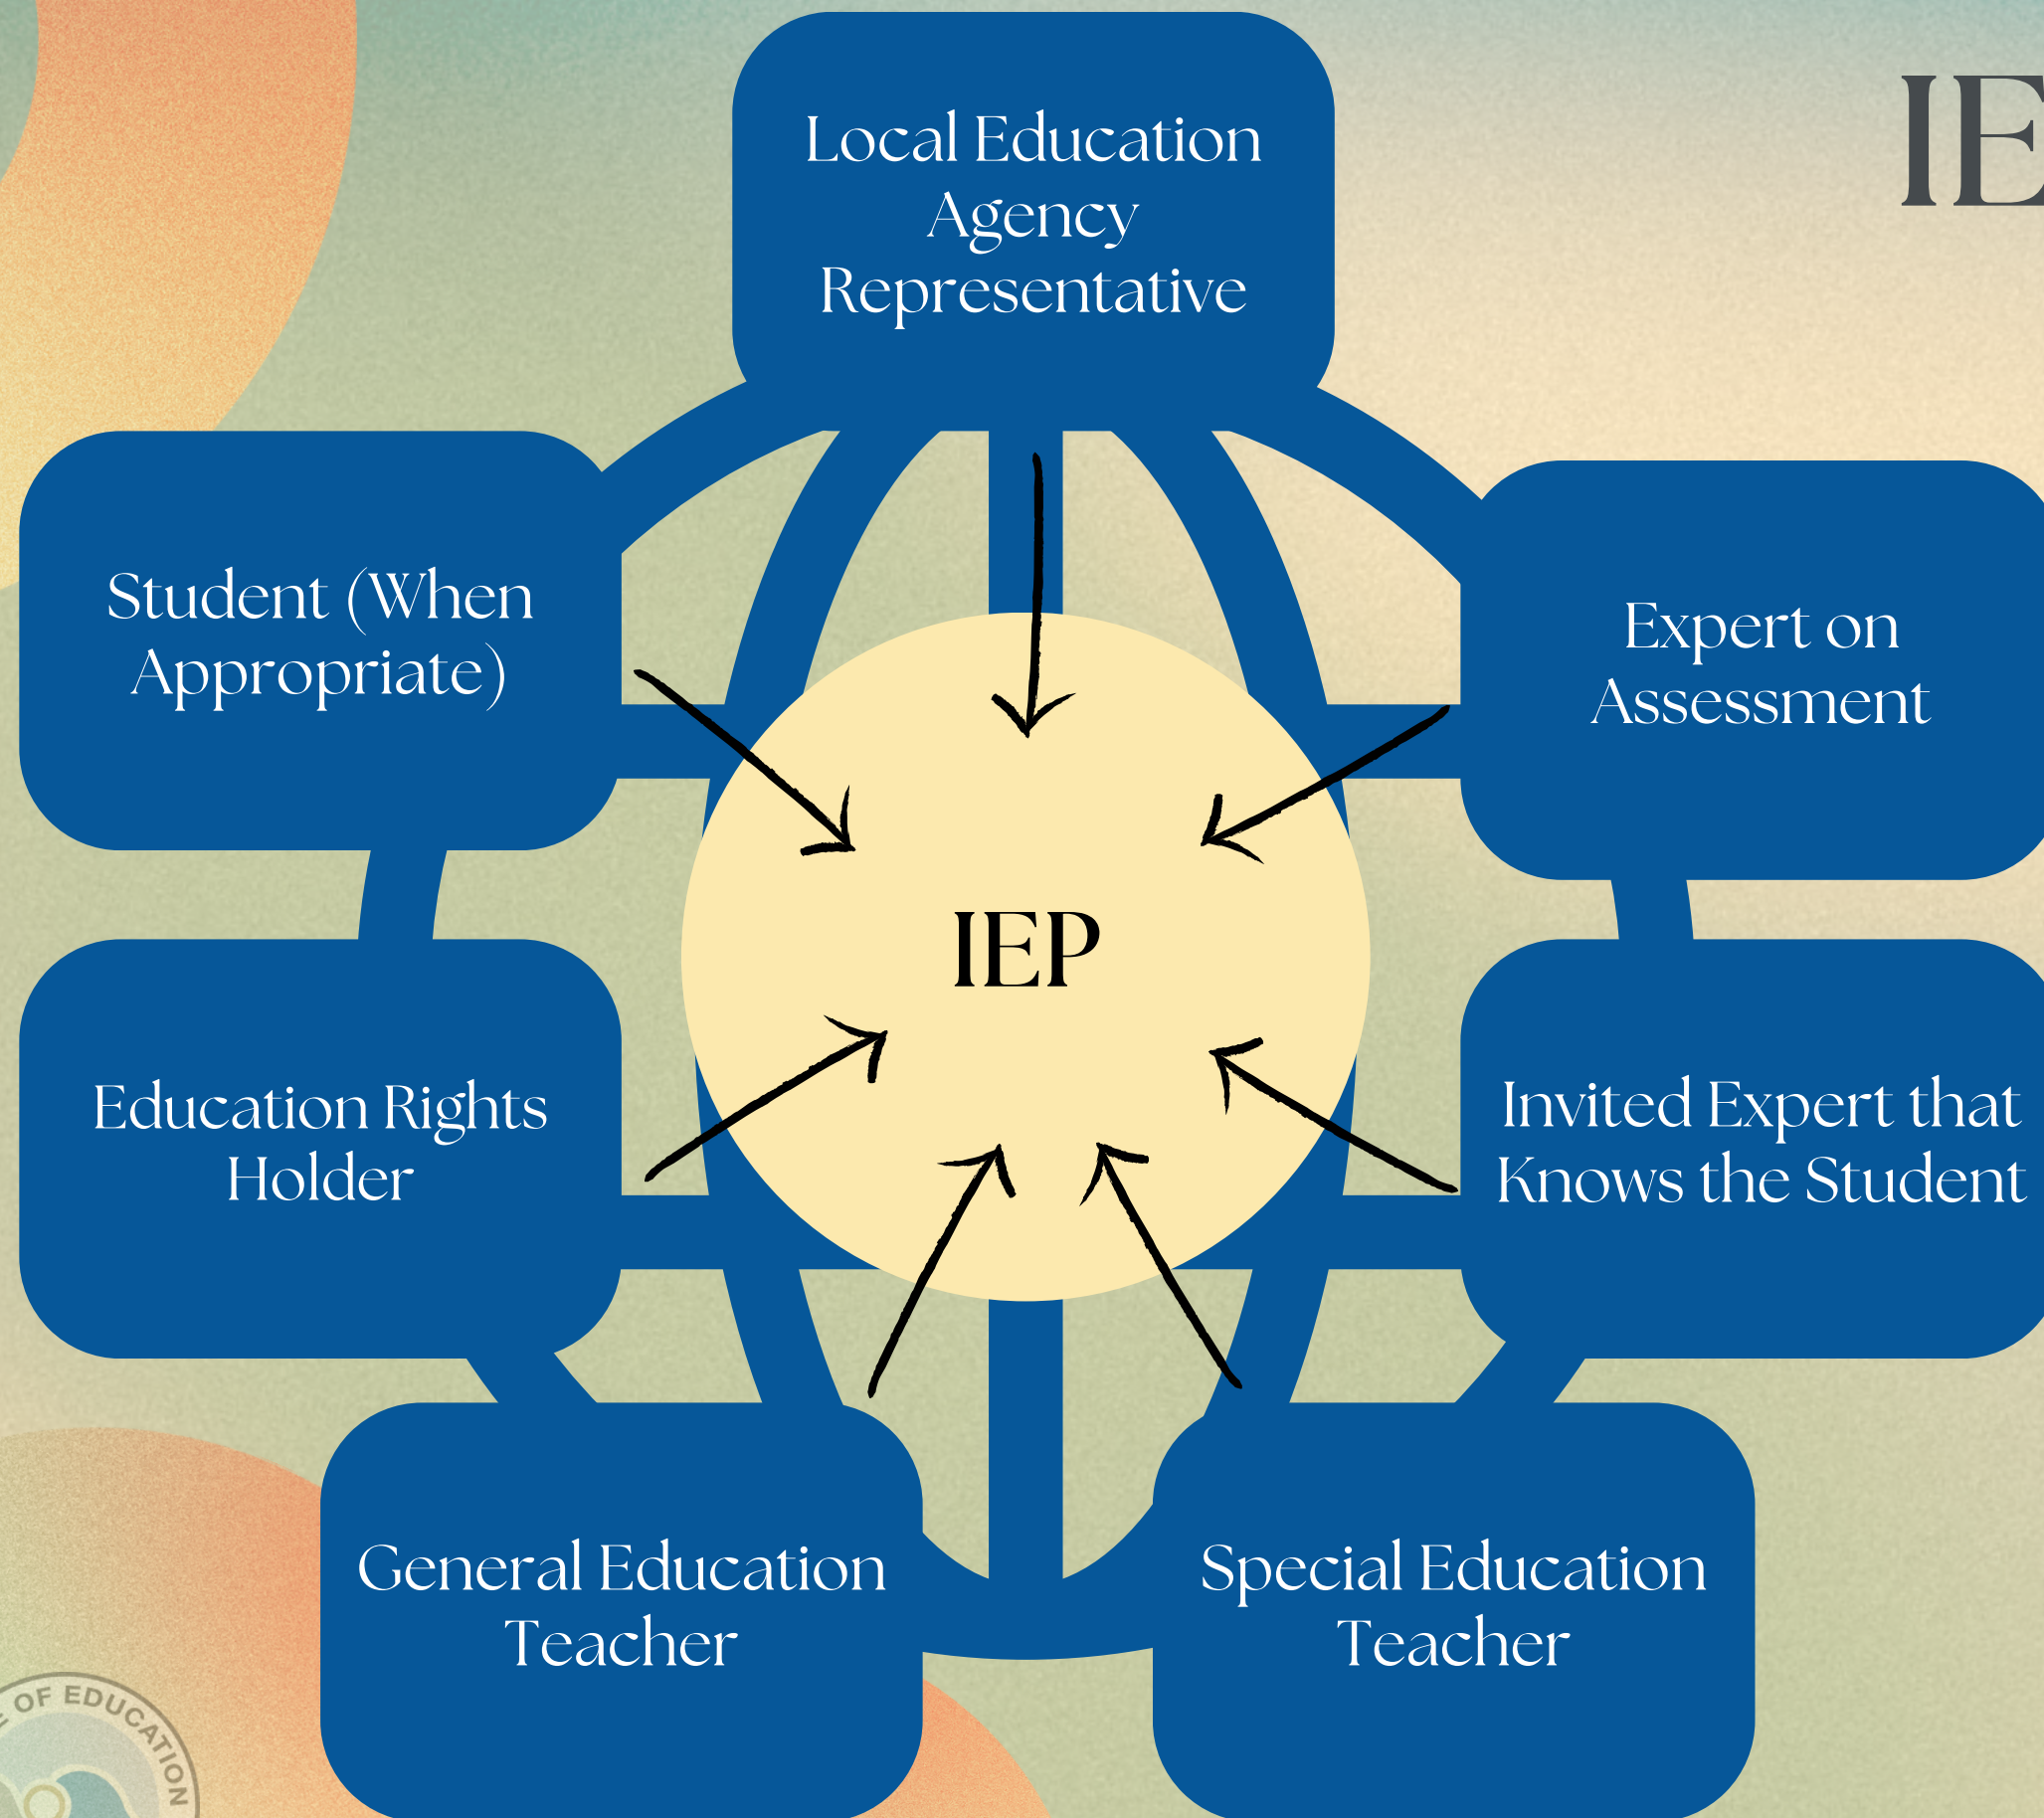 Local Education
Agency
Representative
IE
Student (When
Appropriate)
Expert on
Assessment
IEP
Education Rights
Holder
Invited Expert that
Knows the Student
General Education
Teacher
Special Education
Teacher
OF EDUCATION